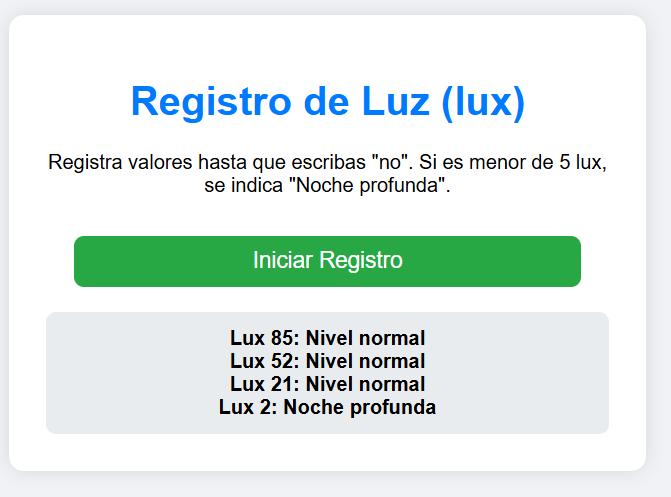 Registro de Luz (lux)
Registra valores hasta que escribas "no". Si es menor de 5 lux,
se indica "Noche profunda".
Iniciar Registro
Lux 85: Nivel normal
Lux 52: Nivel normal
Lux 21: Nivel normal
Lux 2: Noche profunda